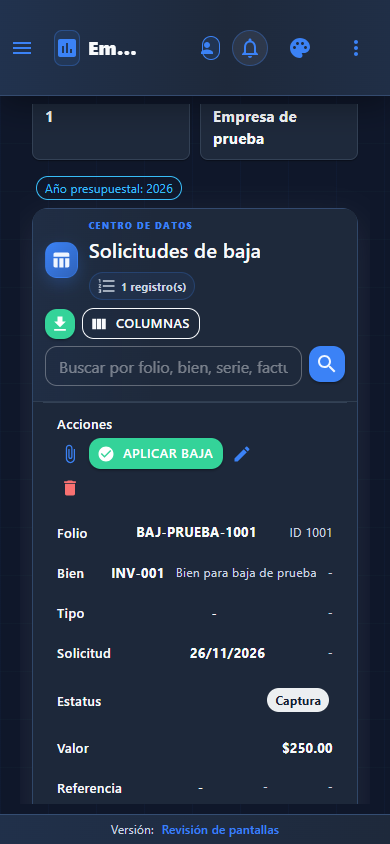 Em...
1
Empresa de
prueba
Año presupuestal: 2026
CENTRO DE DATOS
Solicitudes de baja
1 registro(s)
COLUMNAS
Buscar por folio, bien, serie, factu
Acciones
APLICAR BAJA
Folio BAJ-PRUEBA-1001 ID 1001
Bien INV-001 Bien para baja de prueba -
Tipo -
Solicitud 26/11/2026 -
Estatus Captura
Valor $250.00
Referencia - - -
Versión: Revisión de pantallas